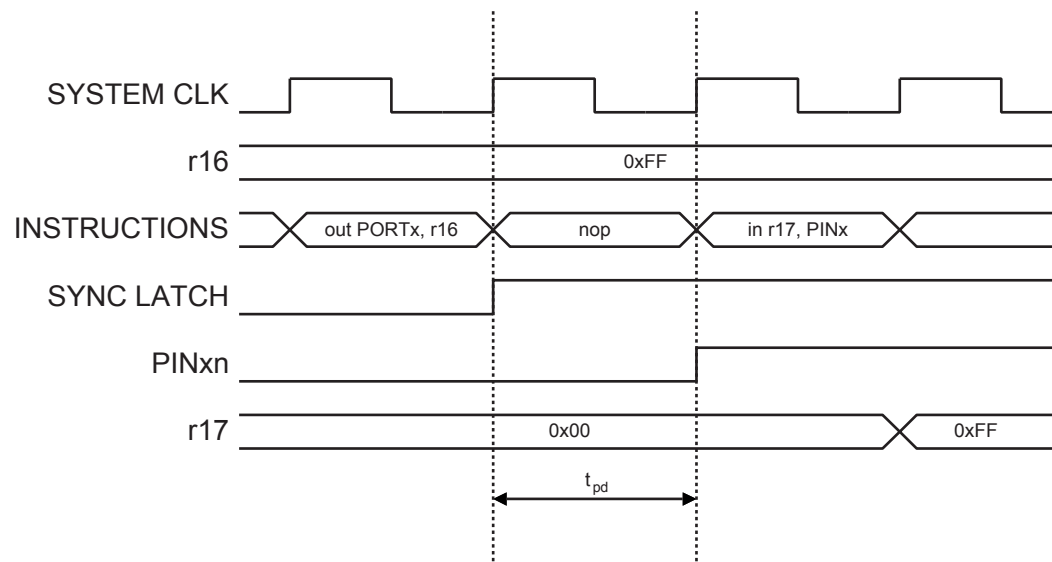 SYSTEM CLK
r16
0xFF
INSTRUCTIONS
out PORTx, r16
nop
in r17, PINx
SYNC LATCH
PINxn
r17
0x00
0xFF
tpd